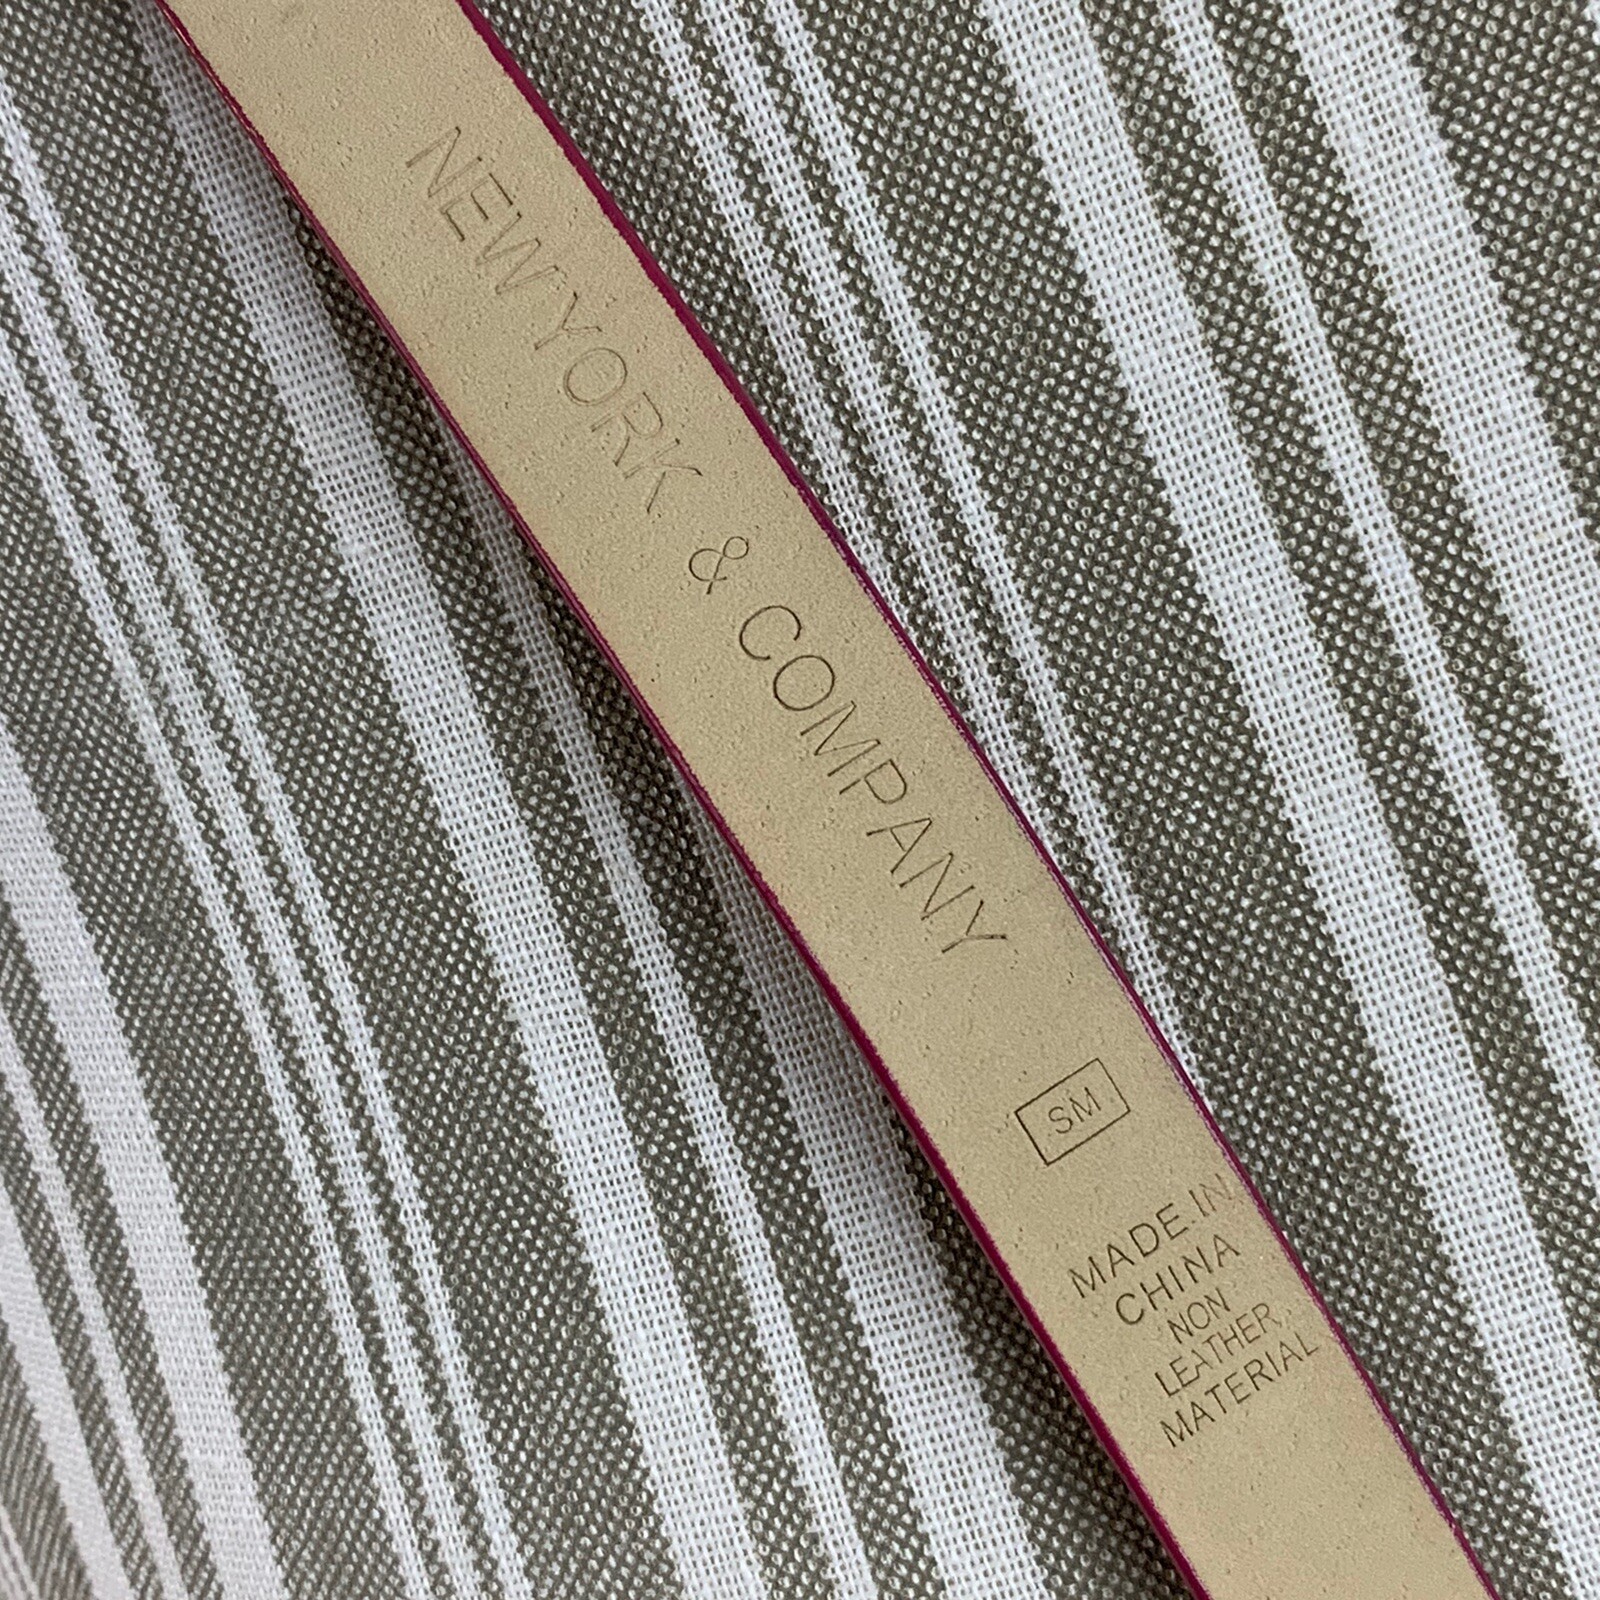 NEW YORK & COMPANY
SM
MADE IN
CHINA
NON
LEATHER
MATERIAL